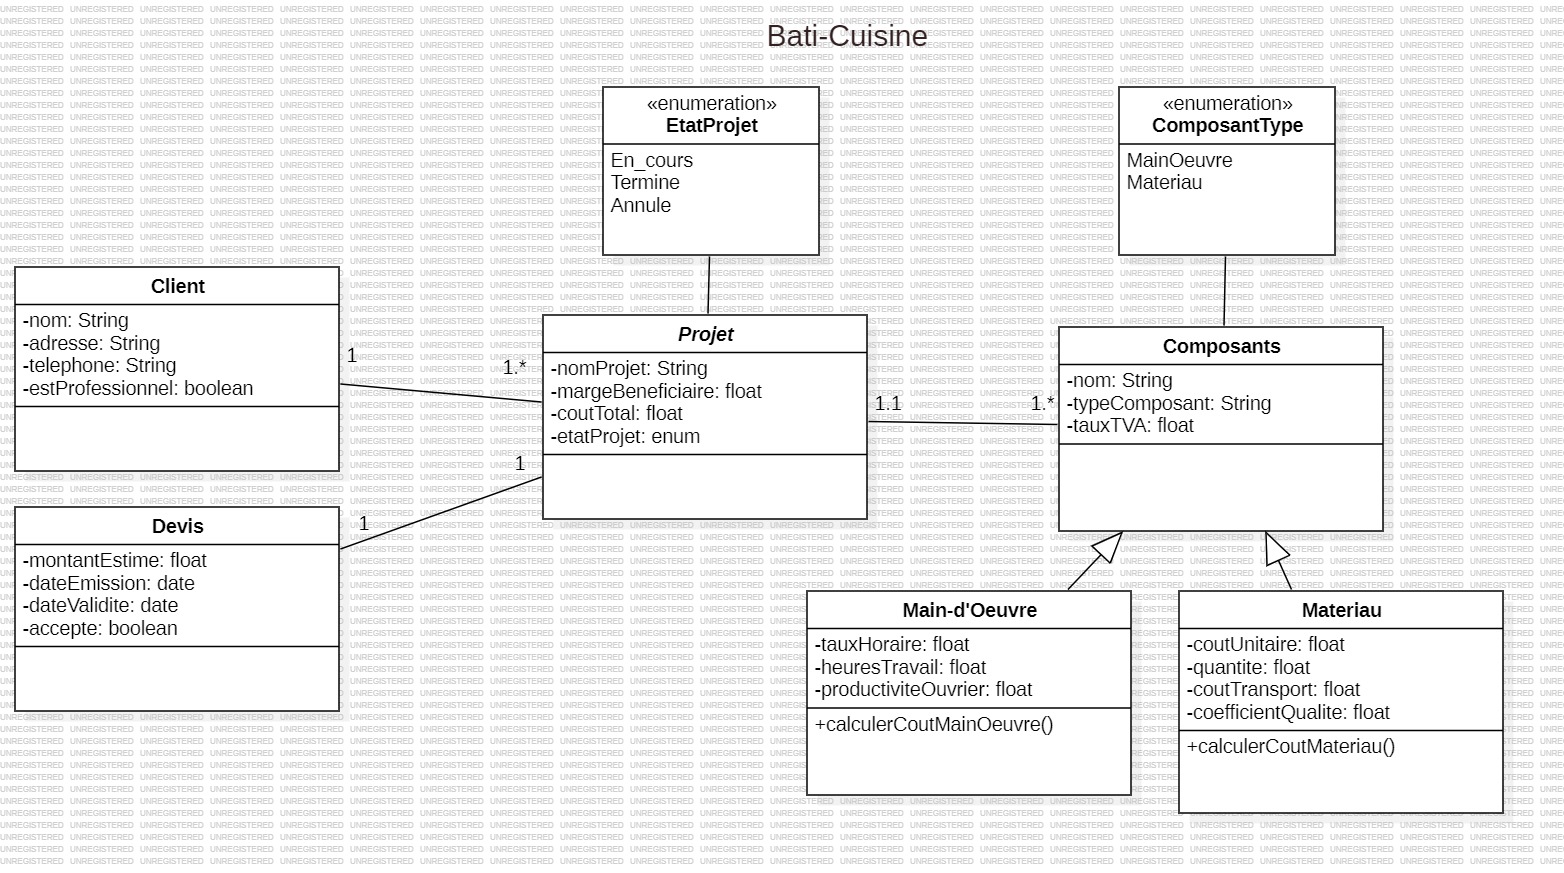 Bati-Cuisine
«enumeration»
EtatProjet
En_cours
Termine
Annule
«enumeration»
ComposantType
MainOeuvre
Materiau
Client
-nom: String
-adresse: String
-telephone: String
-estProfessionnel: boolean
1
1.*
Projet
-nomProjet: String
-margeBeneficiaire: float
-coutTotal: float
-etatProjet: enum
1.1
1.*
Composants
-nom: String
-typeComposant: String
-tauxTVA: float
1
1
Devis
-montantEstime: float
-dateEmission: date
-dateValidite: date
-accepte: boolean
Main-d'Oeuvre
-tauxHoraire: float
-heuresTravail: float
-productiviteOuvrier: float
+calculerCoutMainOeuvre()
Materiau
-coutUnitaire: float
-quantite: float
-coutTransport: float
-coefficientQualite: float
+calculerCoutMateriau()
UNREGISTERED